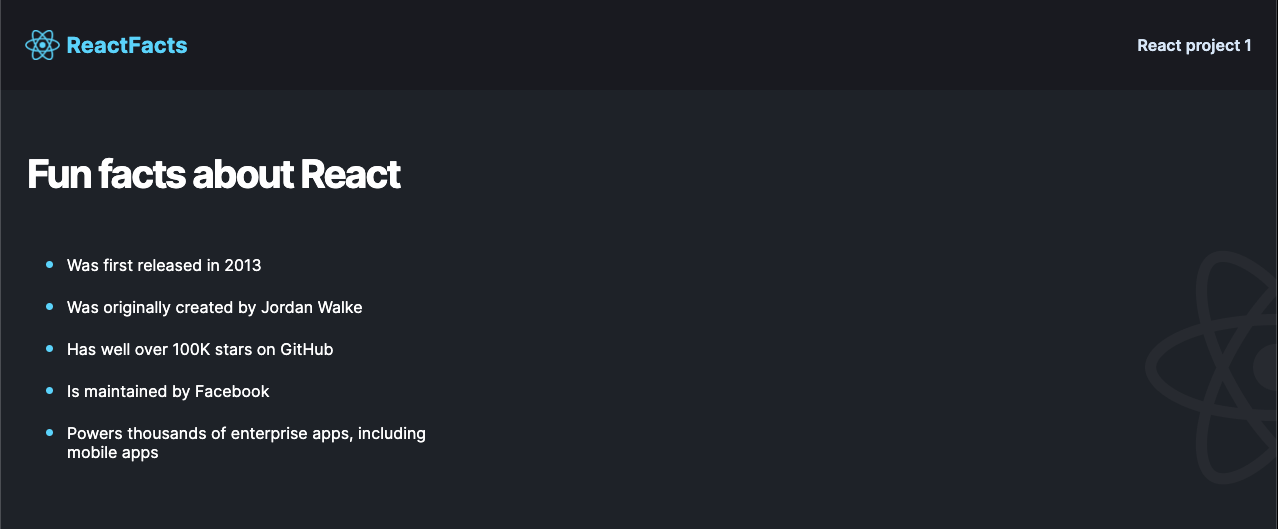 ReactFacts
React project 1
Fun facts about React
Was first released in 2013
Was originally created by Jordan Walke
Has well over 100K stars on GitHub
Is maintained by Facebook
Powers thousands of enterprise apps, including
mobile apps